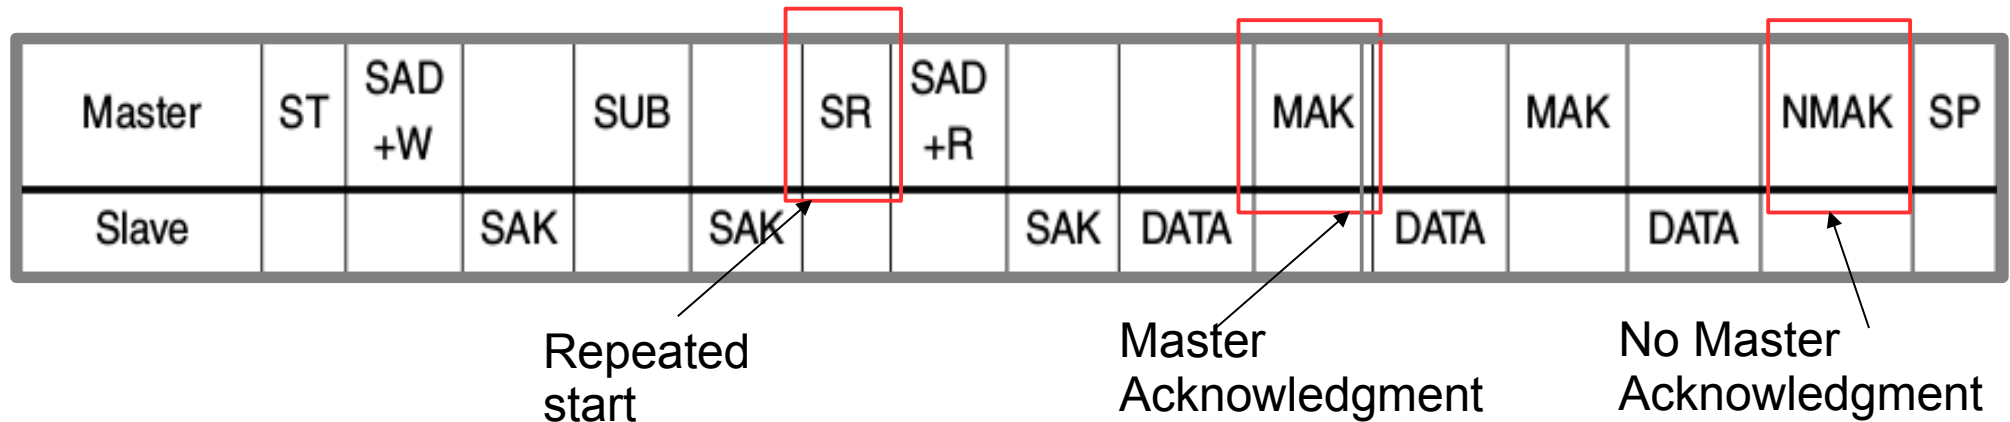 Master ST SAD +W SUB SR SAD +R MAK MAK NMAK SP
Slave SAK SAK SAK DATA DATA DATA
Repeated
start
Master
Acknowledgment
No Master
Acknowledgment